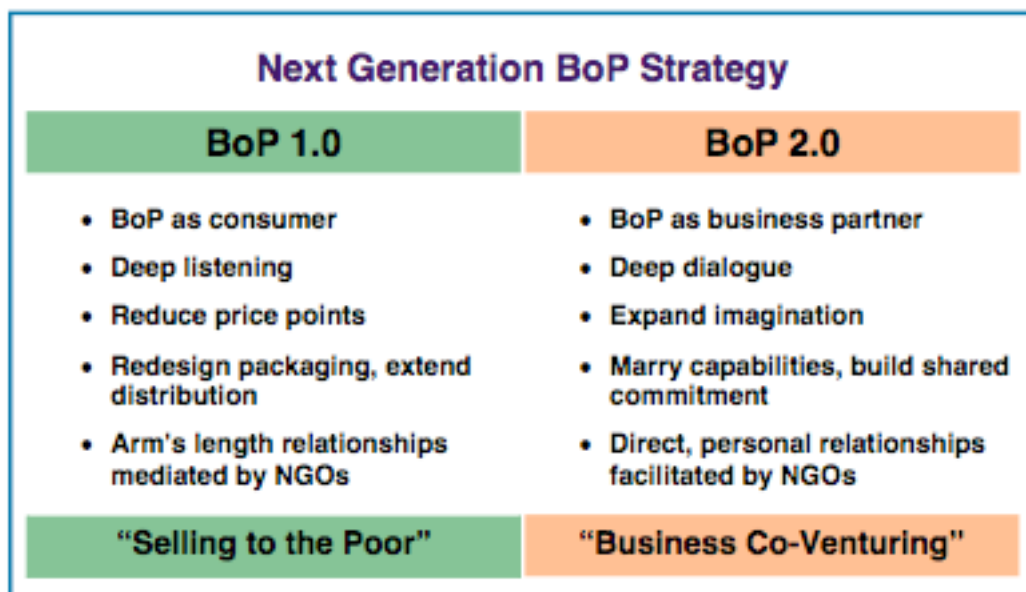 Next Generation BoP Strategy
BoP 1.0
• BoP as consumer
• Deep listening
• Reduce price points
• Redesign packaging, extend
distribution
• Arm's length relationships
mediated by NGOs
“Selling to the Poor”
BoP 2.0
• BoP as business partner
• Deep dialogue
• Expand imagination
• Marry capabilities, build shared
commitment
• Direct, personal relationships
facilitated by NGOs
“Business Co-Venturing”